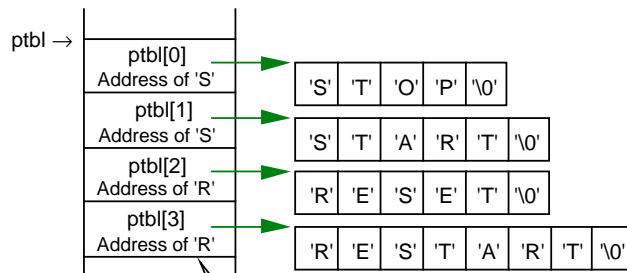 ptbl →
ptbl[0]
Address of 'S'
'S' 'T' 'O' 'P' '\0'
ptbl[1]
Address of 'S'
'S' 'T' 'A' 'R' 'T' '\0'
ptbl[2]
Address of 'R'
'R' 'E' 'S' 'E' 'T' '\0'
ptbl[3]
Address of 'R'
'R' 'E' 'S' 'T' 'A' 'R' 'T' '\0'